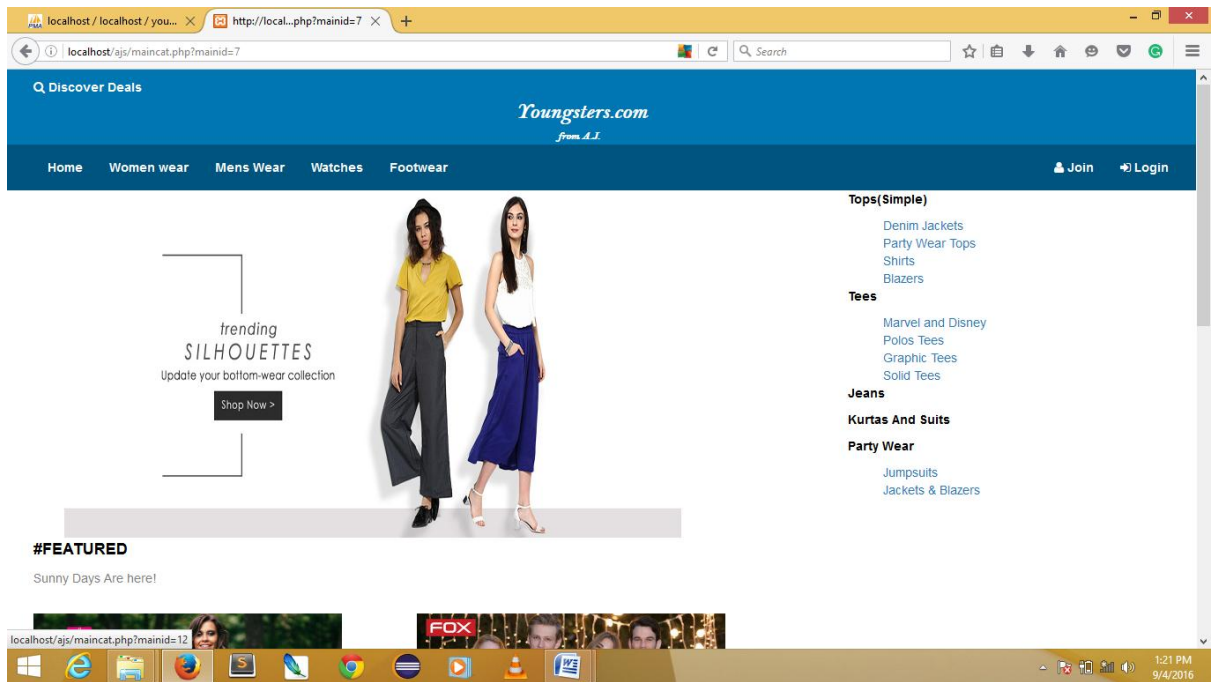 localhost / localhost / you...
http://local...php?mainid=7
localhost/ajs/maincat.php?mainid=7
Search
Discover Deals
Youngsters.com
from A.J.
Home Women wear Mens Wear Watches Footwear Join Login
trending
SILHOUETTES
Update your bottom-wear collection
Shop Now >
Tops(Simple)
Denim Jackets
Party Wear Tops
Shirts
Blazers
Tees
Marvel and Disney
Polos Tees
Graphic Tees
Solid Tees
Jeans
Kurtas And Suits
Party Wear
Jumpsuits
Jackets & Blazers
#FEATURED
Sunny Days Are here!
FOX
localhost/ajs/maincat.php?mainid=12
1:21 PM
9/4/2016